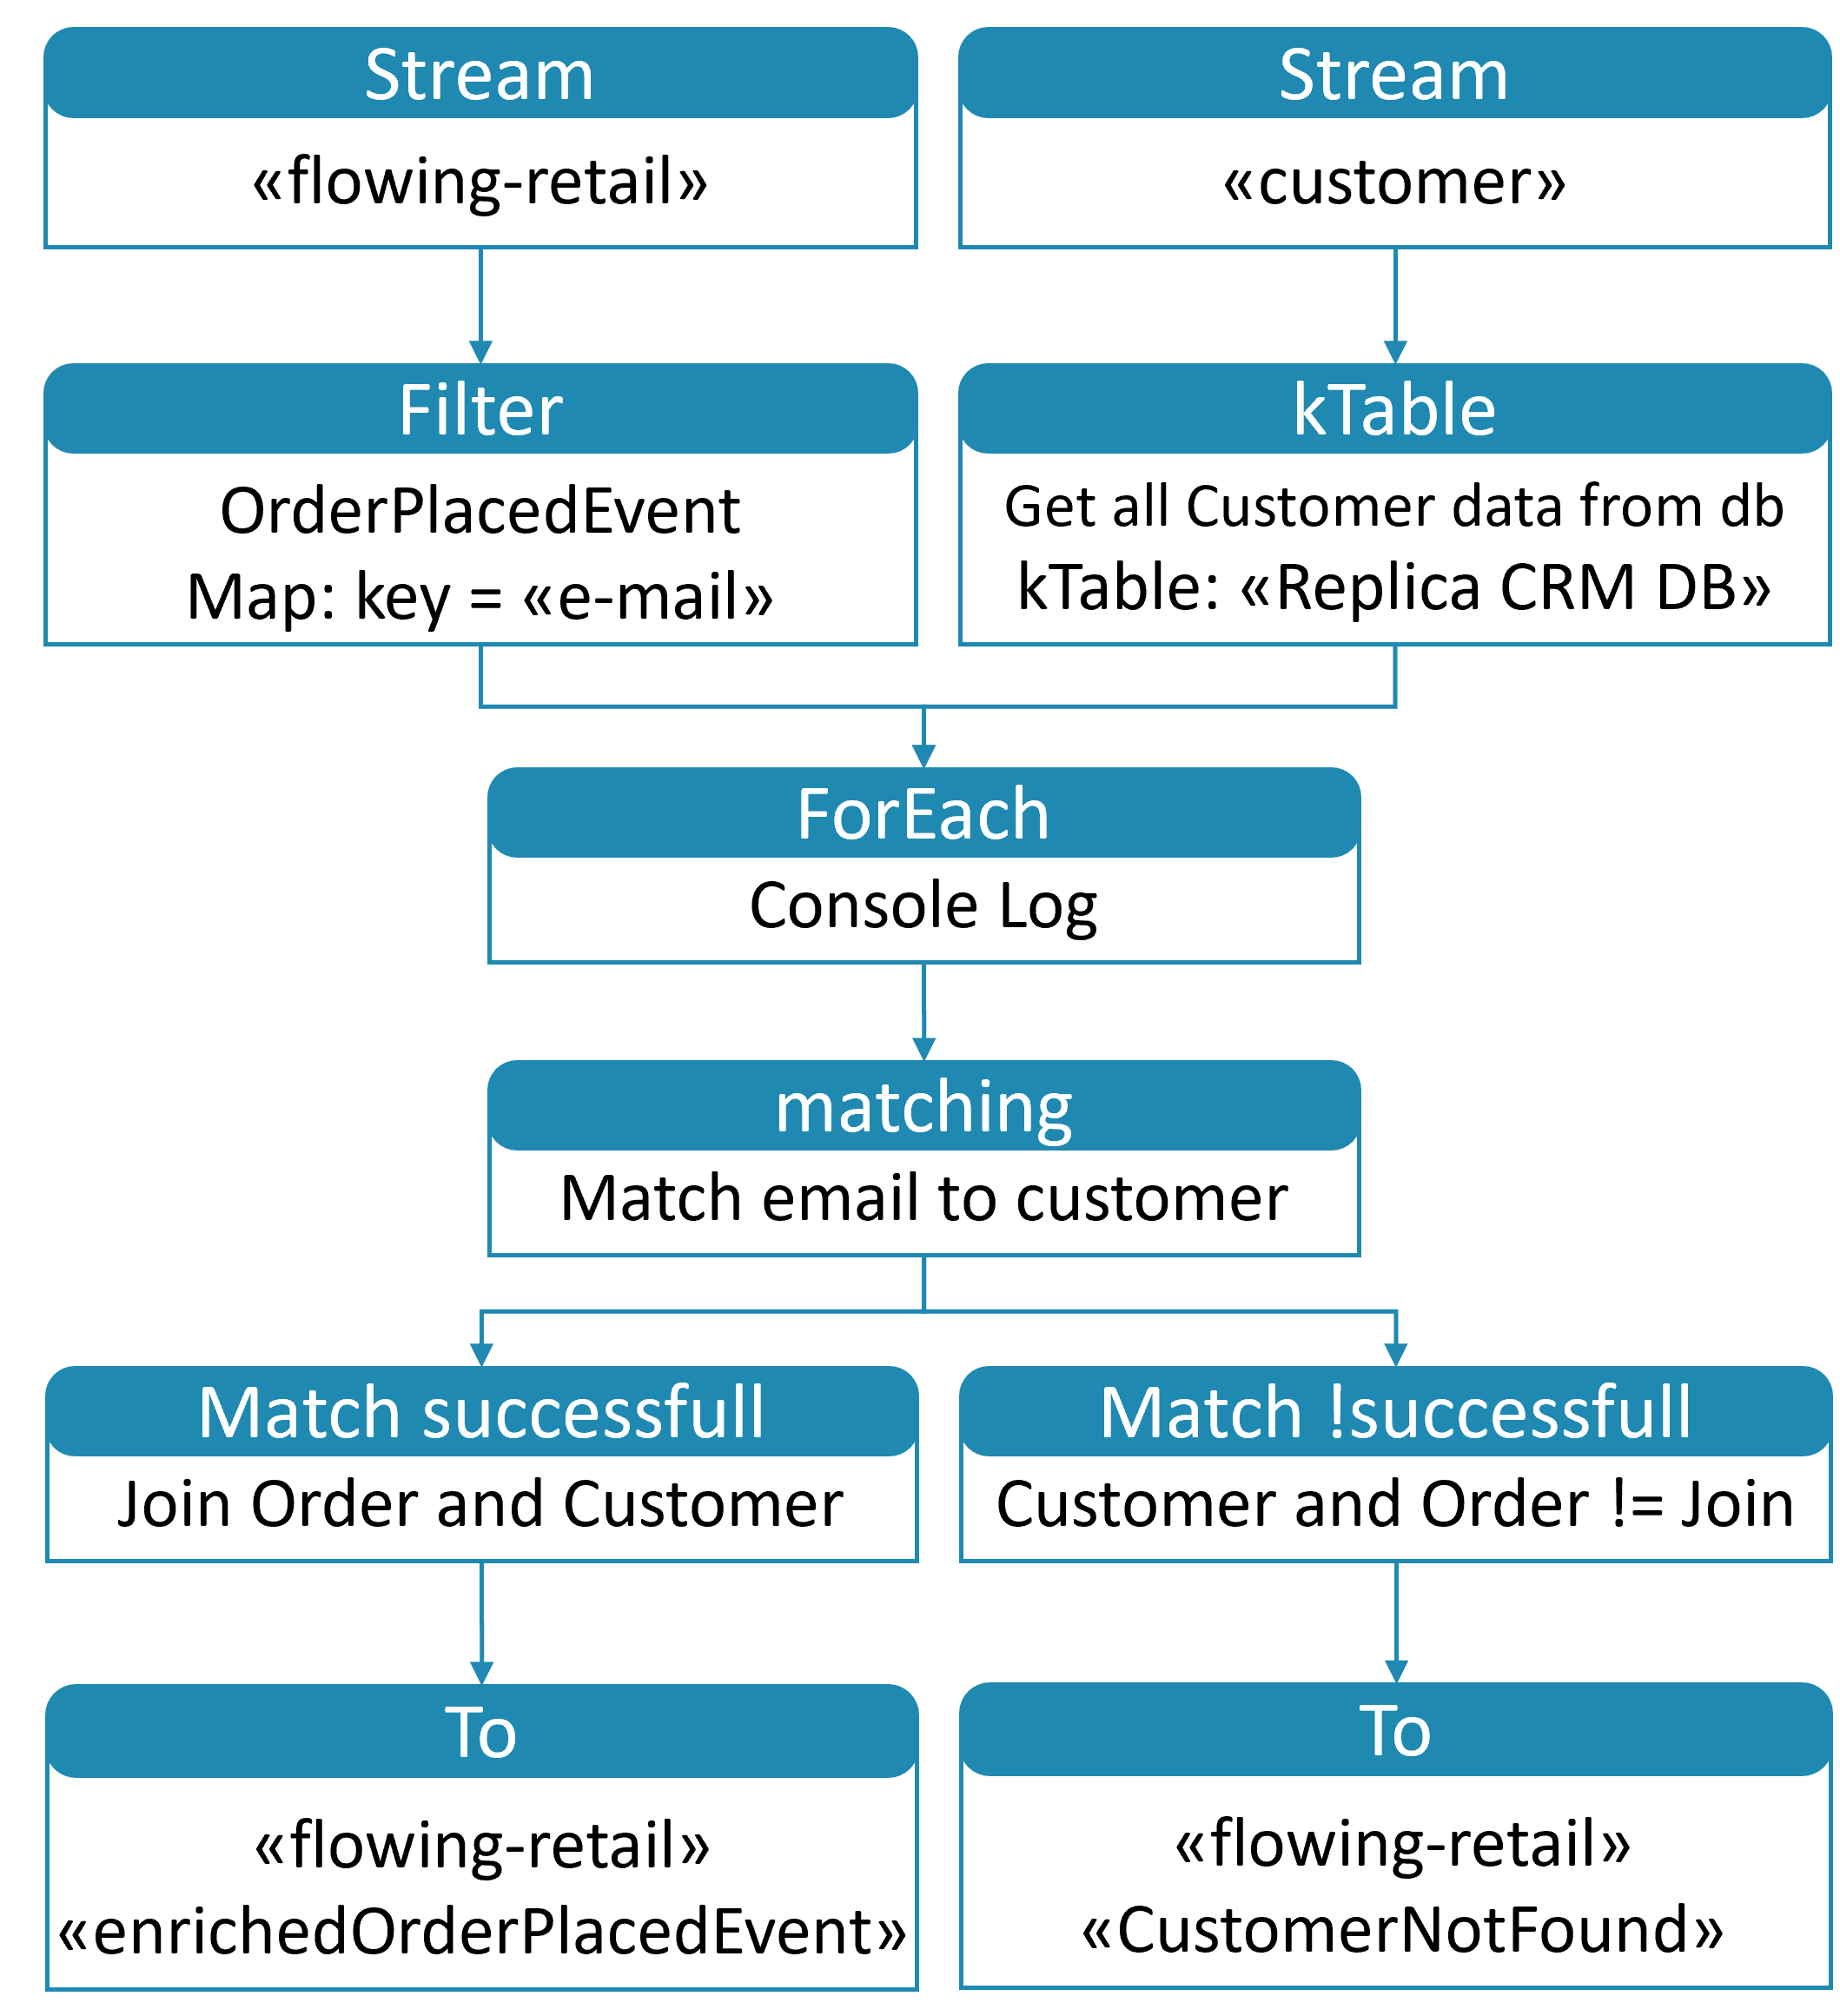 Stream
«flowing-retail»
Stream
«customer»
Filter
OrderPlacedEvent
Map: key = «e-mail»
kTable
Get all Customer data from db
kTable: «Replica CRM DB»
ForEach
Console Log
matching
Match email to customer
Match successfull
Join Order and Customer
Match !successfull
Customer and Order != Join
To
«flowing-retail»
«enrichedOrderPlacedEvent»
To
«flowing-retail»
«CustomerNotFound»